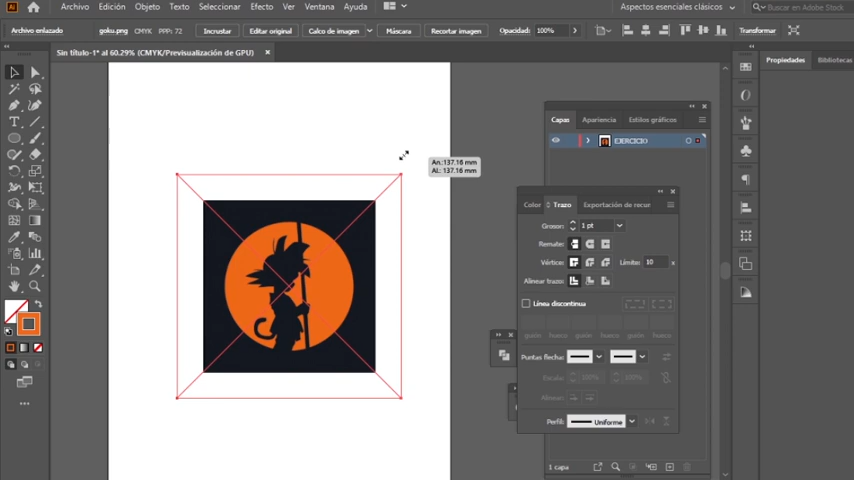 Ai Archivo Edición Objeto Texto Seleccionar Efecto Ver Ventana Ayuda Aspectos esenciales clásicos Buscar en Adobe Stock
Archivo enlazado goku.png CMYK PPP: 72 Incrustar Editar original Calco de imagen Máscara Recortar imagen Opacidad: 100% Transformar
Sin título-1* al 60.29% (CMYK/Previsualización de GPU) ×
Propiedades Bibliotecas
Capas Apariencia Estilos gráficos
EJERCICIO
An.:137.16 mm
Al.: 137.16 mm
Color Trazo Exportación de recur
Grosor: 1 pt
Remate:
Vértice: Límite: 10 x
Alinear trazo:
Línea discontinua
guión hueco guión hueco guión hueco
Puntas flecha:
Escala: 100% 100%
Alinear:
Perfil: Uniforme
1 capa